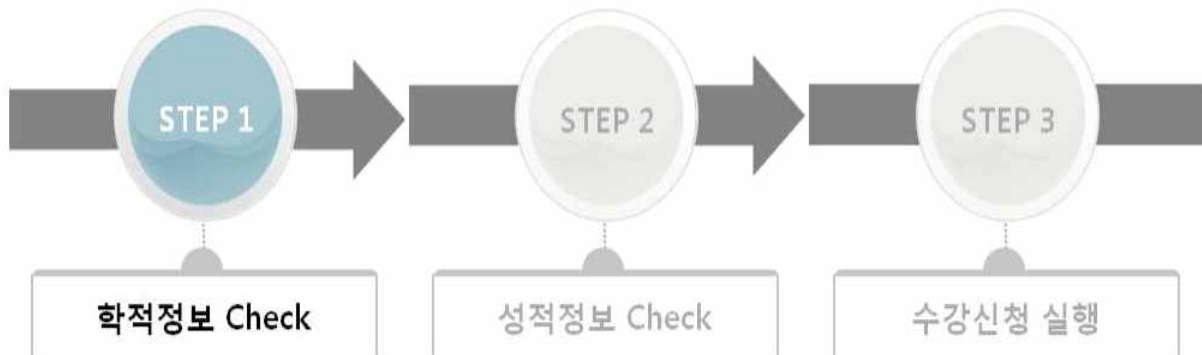 STEP 1
STEP 2
STEP 3
학적정보 Check
성적정보 Check
수강신청 실행